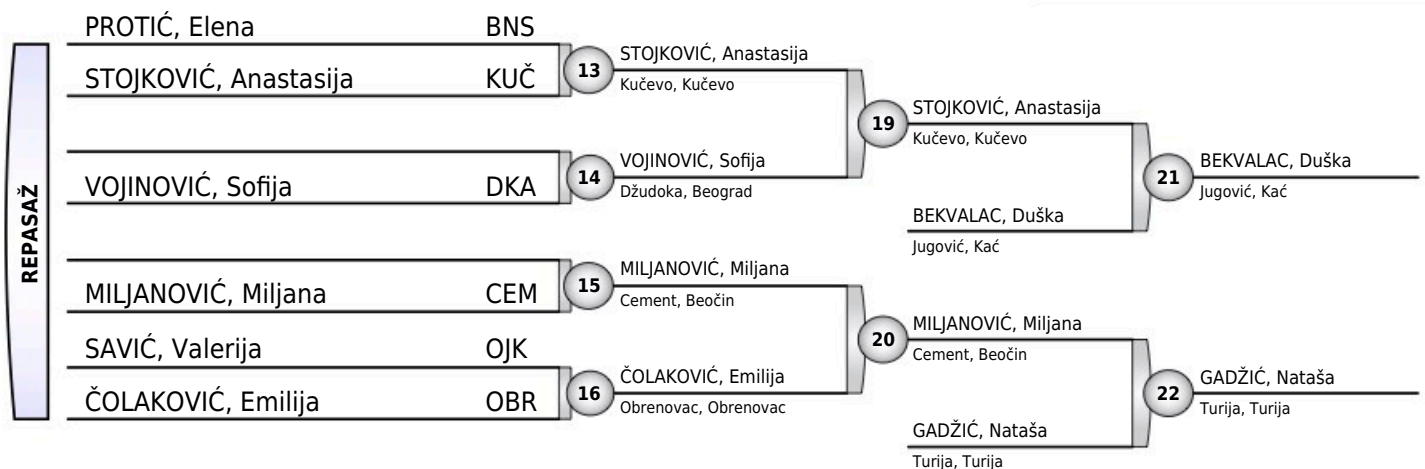 REPASAŽ
PROTIĆ, Elena BNS
STOJKOVIĆ, Anastasija KUČ
VOJINOVIĆ, Sofija DKA
MILJANOVIĆ, Miljana CEM
SAVIĆ, Valerija OJK
ČOLAKOVIĆ, Emilija OBR
13
STOJKOVIĆ, Anastasija
Kučevo, Kučevo
14
VOJINOVIĆ, Sofija
Džudoka, Beograd
15
MILJANOVIĆ, Miljana
Cement, Beočin
16
ČOLAKOVIĆ, Emilija
Obrenovac, Obrenovac
19
STOJKOVIĆ, Anastasija
Kučevo, Kučevo
BEKVALAC, Duška
Jugović, Kać
20
MILJANOVIĆ, Miljana
Cement, Beočin
GADŽIĆ, Nataša
Turija, Turija
21
BEKVALAC, Duška
Jugović, Kać
22
GADŽIĆ, Nataša
Turija, Turija